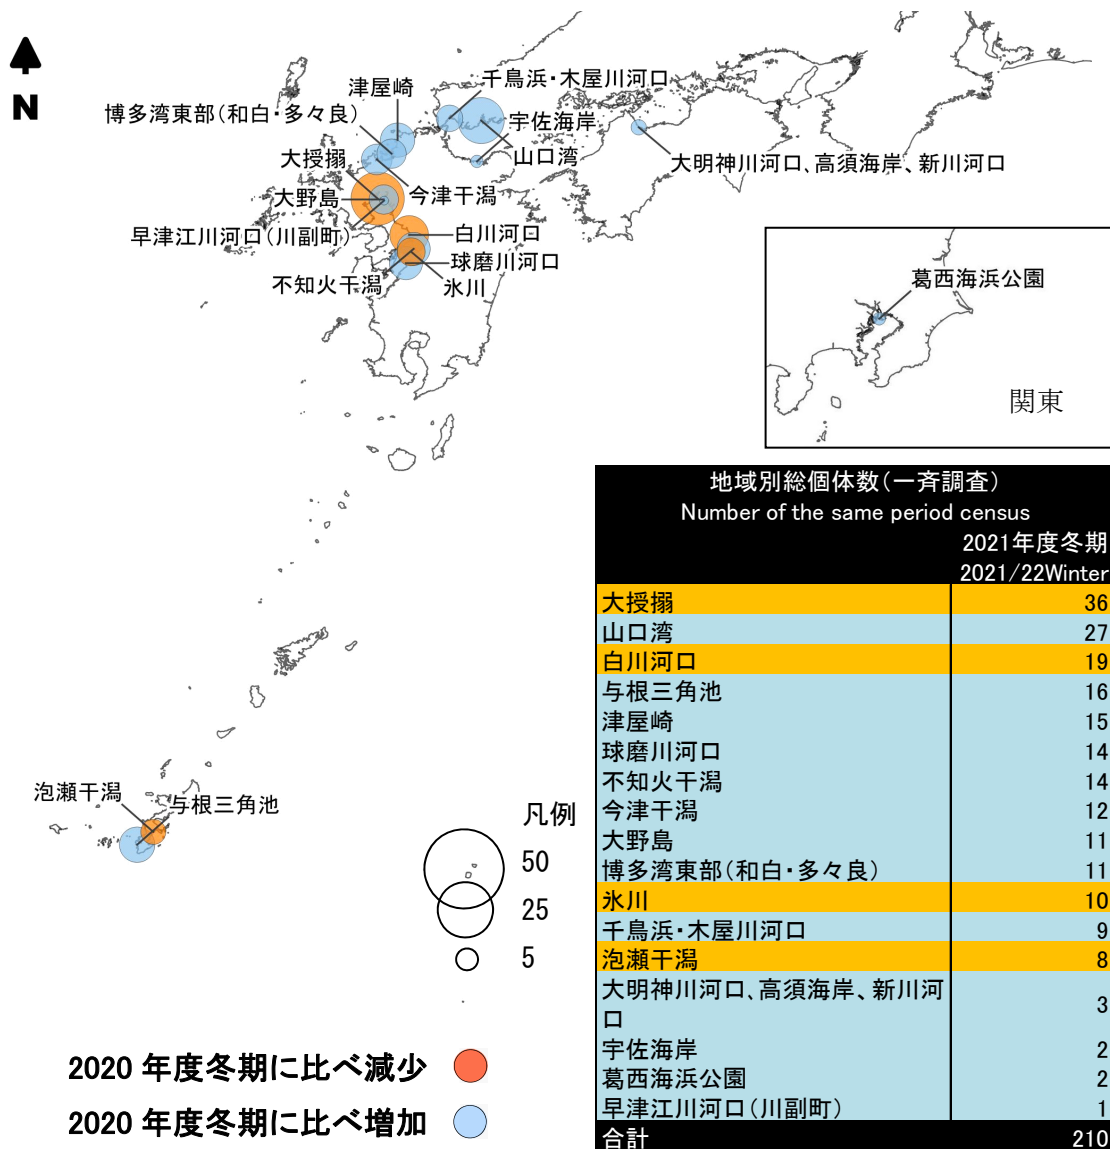 N
千鳥浜・木屋川河口
津屋崎
博多湾東部(和白・多々良)
宇佐海岸
山口湾
大明神川河口、高須海岸、新川河口
大授搦
大野島
今津干潟
早津江川河口(川副町)
白川河口
球磨川河口
不知火干潟
氷川
葛西海浜公園
関東
泡瀬干潟
与根三角池
凡例
50
25
5
2020 年度冬期に比べ減少
2020 年度冬期に比べ増加
地域別総個体数(一斉調査)
Number of the same period census
2021年度冬期
2021/22Winter
大授搦 36
山口湾 27
白川河口 19
与根三角池 16
津屋崎 15
球磨川河口 14
不知火干潟 14
今津干潟 12
大野島 11
博多湾東部(和白・多々良) 11
氷川 10
千鳥浜・木屋川河口 9
泡瀬干潟 8
大明神川河口、高須海岸、新川河
口 3
宇佐海岸 2
葛西海浜公園 2
早津江川河口(川副町) 1
合計 210